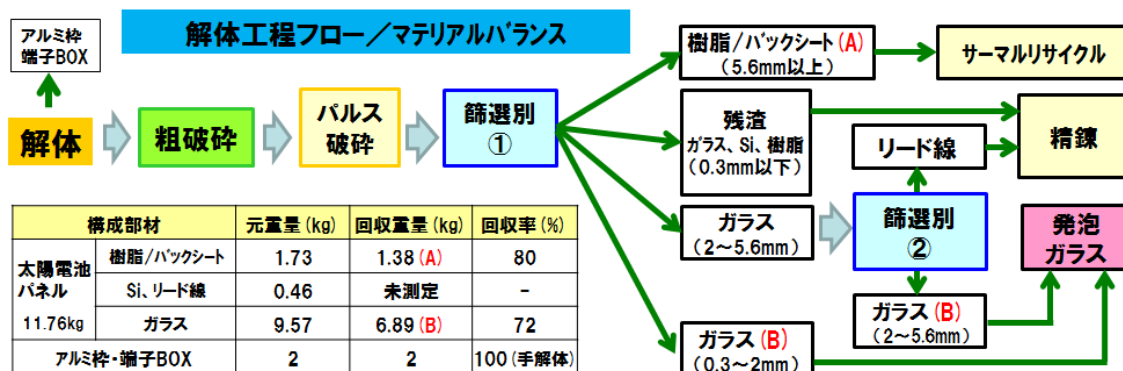 解体工程フロー／マテリアルバランス
アルミ枠
端子BOX
解体
粗破砕
パルス
破砕
篩選別
①
樹脂/バックシート(A)
(5.6mm以上)
サーマルリサイクル
残渣
ガラス、Si、樹脂
(0.3mm以下)
リード線
精錬
ガラス
(2～5.6mm)
篩選別
②
発泡
ガラス
ガラス(B)
(2～5.6mm)
ガラス(B)
(0.3～2mm)
構成部材 元重量(kg) 回収重量(kg) 回収率(%)
太陽電池
パネル
11.76kg
樹脂/バックシート 1.73 1.38(A) 80
Si、リード線 0.46 未測定 -
ガラス 9.57 6.89(B) 72
アルミ枠・端子BOX 2 2 100(手解体)